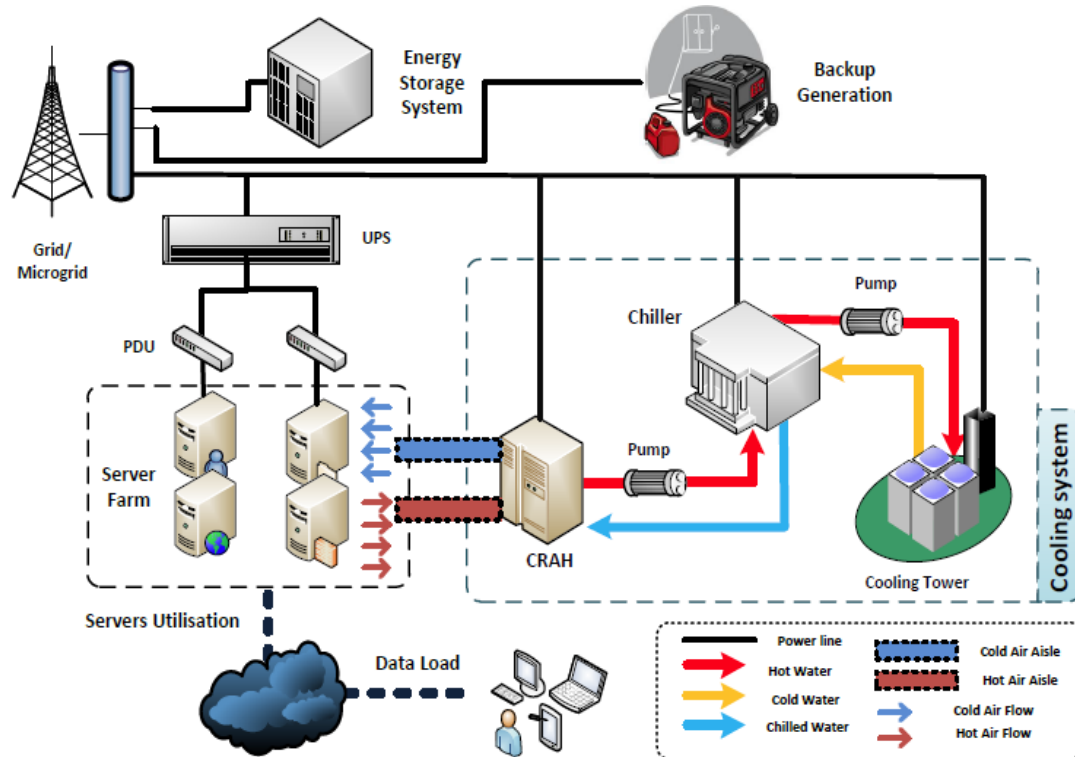 Energy
Storage
System
Backup
Generation
Grid/
Microgrid
UPS
PDU
Pump
Chiller
Server
Farm
Pump
CRAH
Cooling Tower
Cooling system
Servers Utilisation
Data Load
Power line
Hot Water
Cold Water
Chilled Water
Cold Air Aisle
Hot Air Aisle
Cold Air Flow
Hot Air Flow